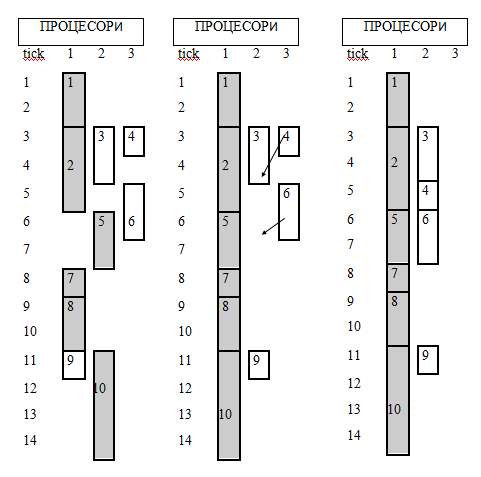 ПРОЦЕСОРИ ПРОЦЕСОРИ ПРОЦЕСОРИ
tick 1 2 3 tick 1 2 3 tick 1 2 3
1 1 1 1 1 1
2 2 2
3 3 4 3 3 4 3 3
4 2 4 2 4 2
5 5 6 5 4
6 5 6 6 5 6 5 6
7 7 7
8 7 8 7 8 7
9 8 9 8 9 8
10 10 10
11 9 11 9 11 9
12 10 12 12
13 13 10 13 10
14 14 14